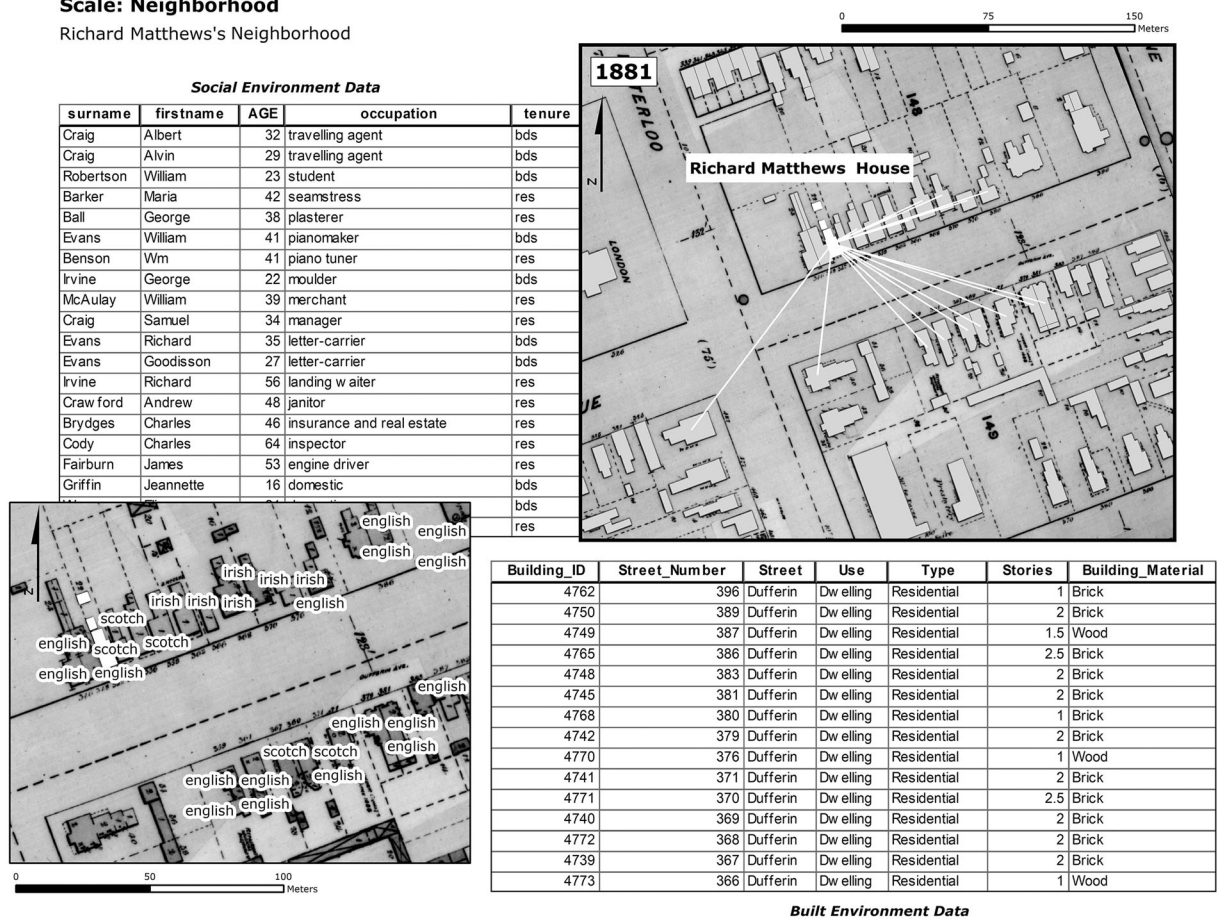 Scale: Neighborhood
Richard Matthews's Neighborhood
0 75 150
Meters
Social Environment Data
surname firstname AGE occupation tenure
Craig Albert 32 travelling agent bds
Craig Alvin 29 travelling agent bds
Robertson William 23 student bds
Barker Maria 42 seamstress res
Ball George 38 plasterer res
Evans William 41 pianomaker bds
Benson Wm 41 piano tuner res
Irvine George 22 moulder bds
McAulay William 39 merchant res
Craig Samuel 34 manager res
Evans Richard 35 letter-carrier bds
Evans Goodisson 27 letter-carrier bds
Irvine Richard 56 landing waiter res
Crawford Andrew 48 janitor res
Brydges Charles 46 insurance and real estate res
Cody Charles 64 inspector res
Fairburn James 53 engine driver res
Griffin Jeannette 16 domestic bds
bds
res
1881
N
148
Richard Matthews House
LONDON
152'
(75')
149
N
english
english
english
english
irish irish irish
irish irish irish
english
scotch
english scotch scotch
english english
DUFFERIN AVE.
english
english english
english
scotch scotch
english english english
english english
0 50 100
Meters
Building_ID Street_Number Street Use Type Stories Building_Material
4762 396 Dufferin Dwelling Residential 1 Brick
4750 389 Dufferin Dwelling Residential 2 Brick
4749 387 Dufferin Dwelling Residential 1.5 Wood
4765 386 Dufferin Dwelling Residential 2.5 Brick
4748 383 Dufferin Dwelling Residential 2 Brick
4745 381 Dufferin Dwelling Residential 2 Brick
4768 380 Dufferin Dwelling Residential 1 Brick
4742 379 Dufferin Dwelling Residential 2 Brick
4770 376 Dufferin Dwelling Residential 1 Wood
4741 371 Dufferin Dwelling Residential 2 Brick
4771 370 Dufferin Dwelling Residential 2.5 Brick
4740 369 Dufferin Dwelling Residential 2 Brick
4772 368 Dufferin Dwelling Residential 2 Brick
4739 367 Dufferin Dwelling Residential 2 Brick
4773 366 Dufferin Dwelling Residential 1 Wood
Built Environment Data